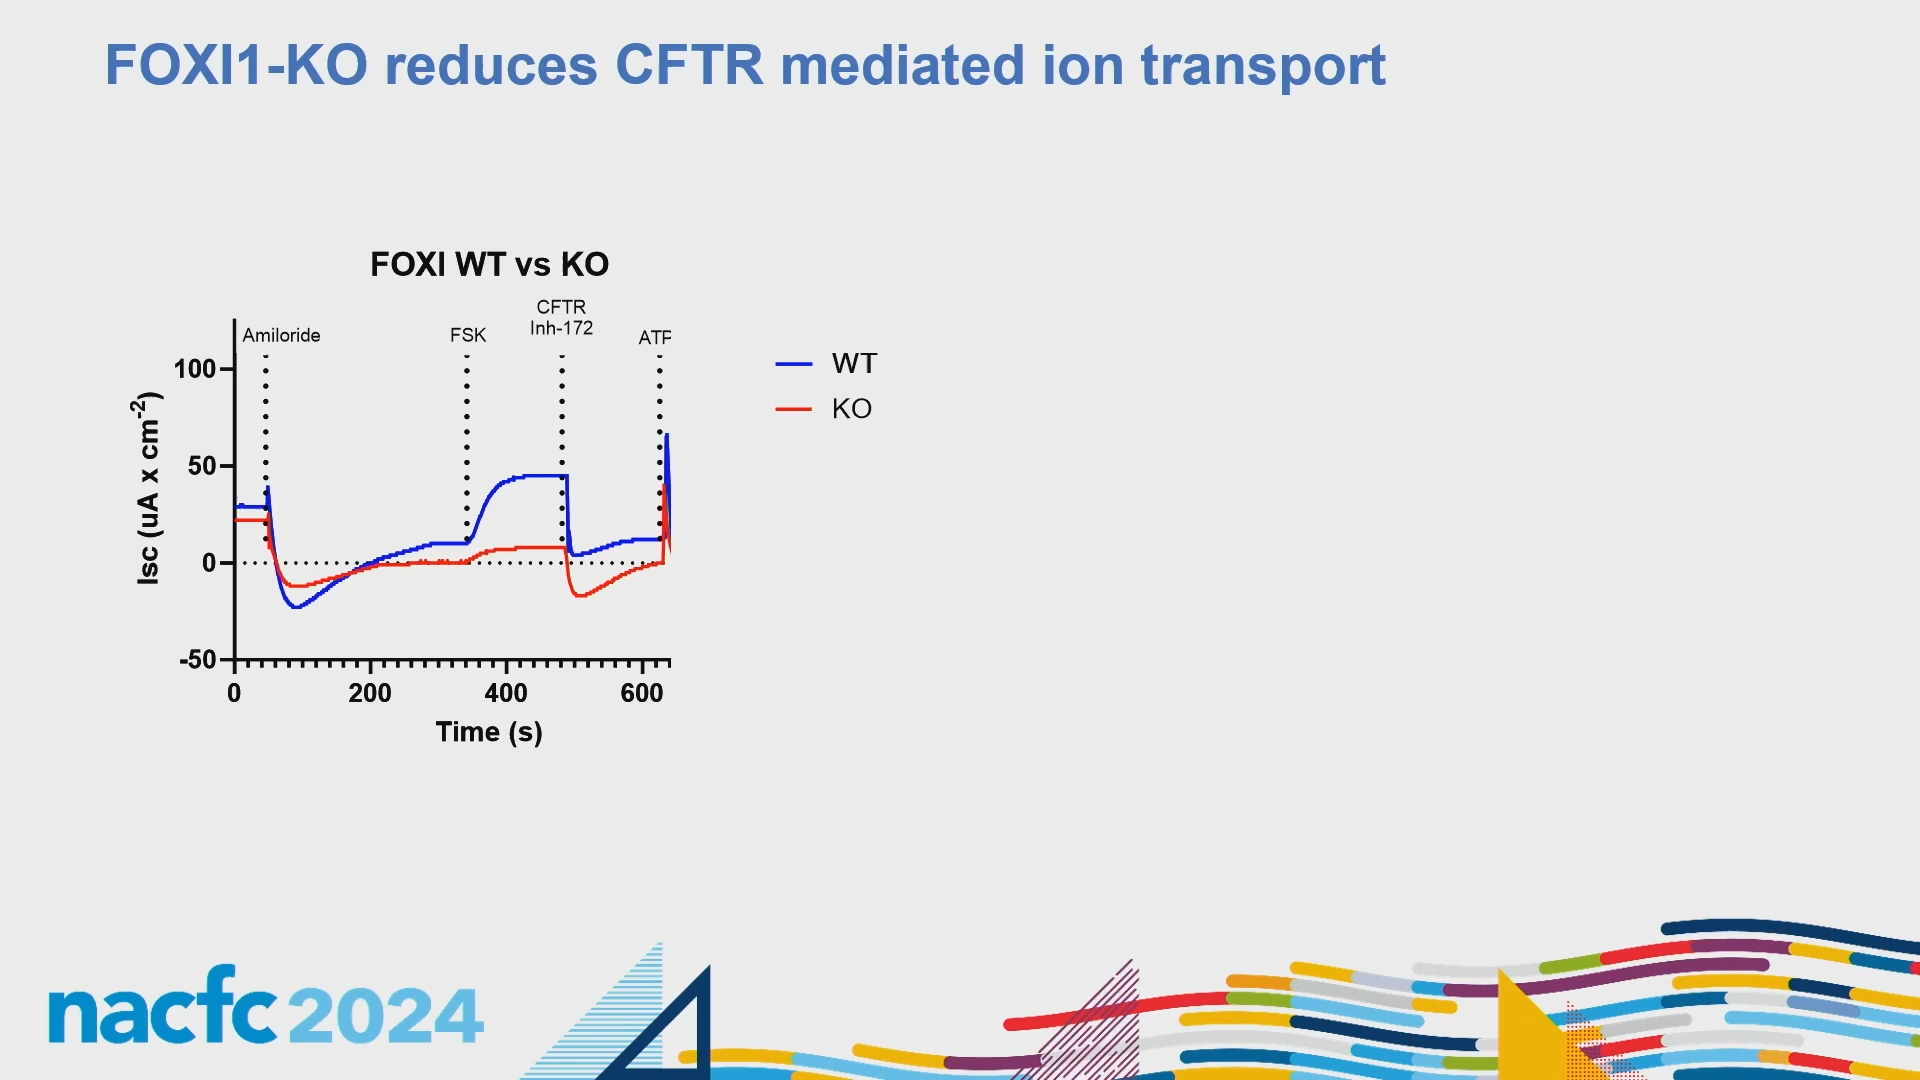 FOXI1-KO reduces CFTR mediated ion transport
FOXI WT vs KO
CFTR
Inh-172
Amiloride
FSK
ATP
WT
KO
100
50
0
-50
Isc (uA x cm-2)
0
200
400
600
Time (s)
nacfc 2024